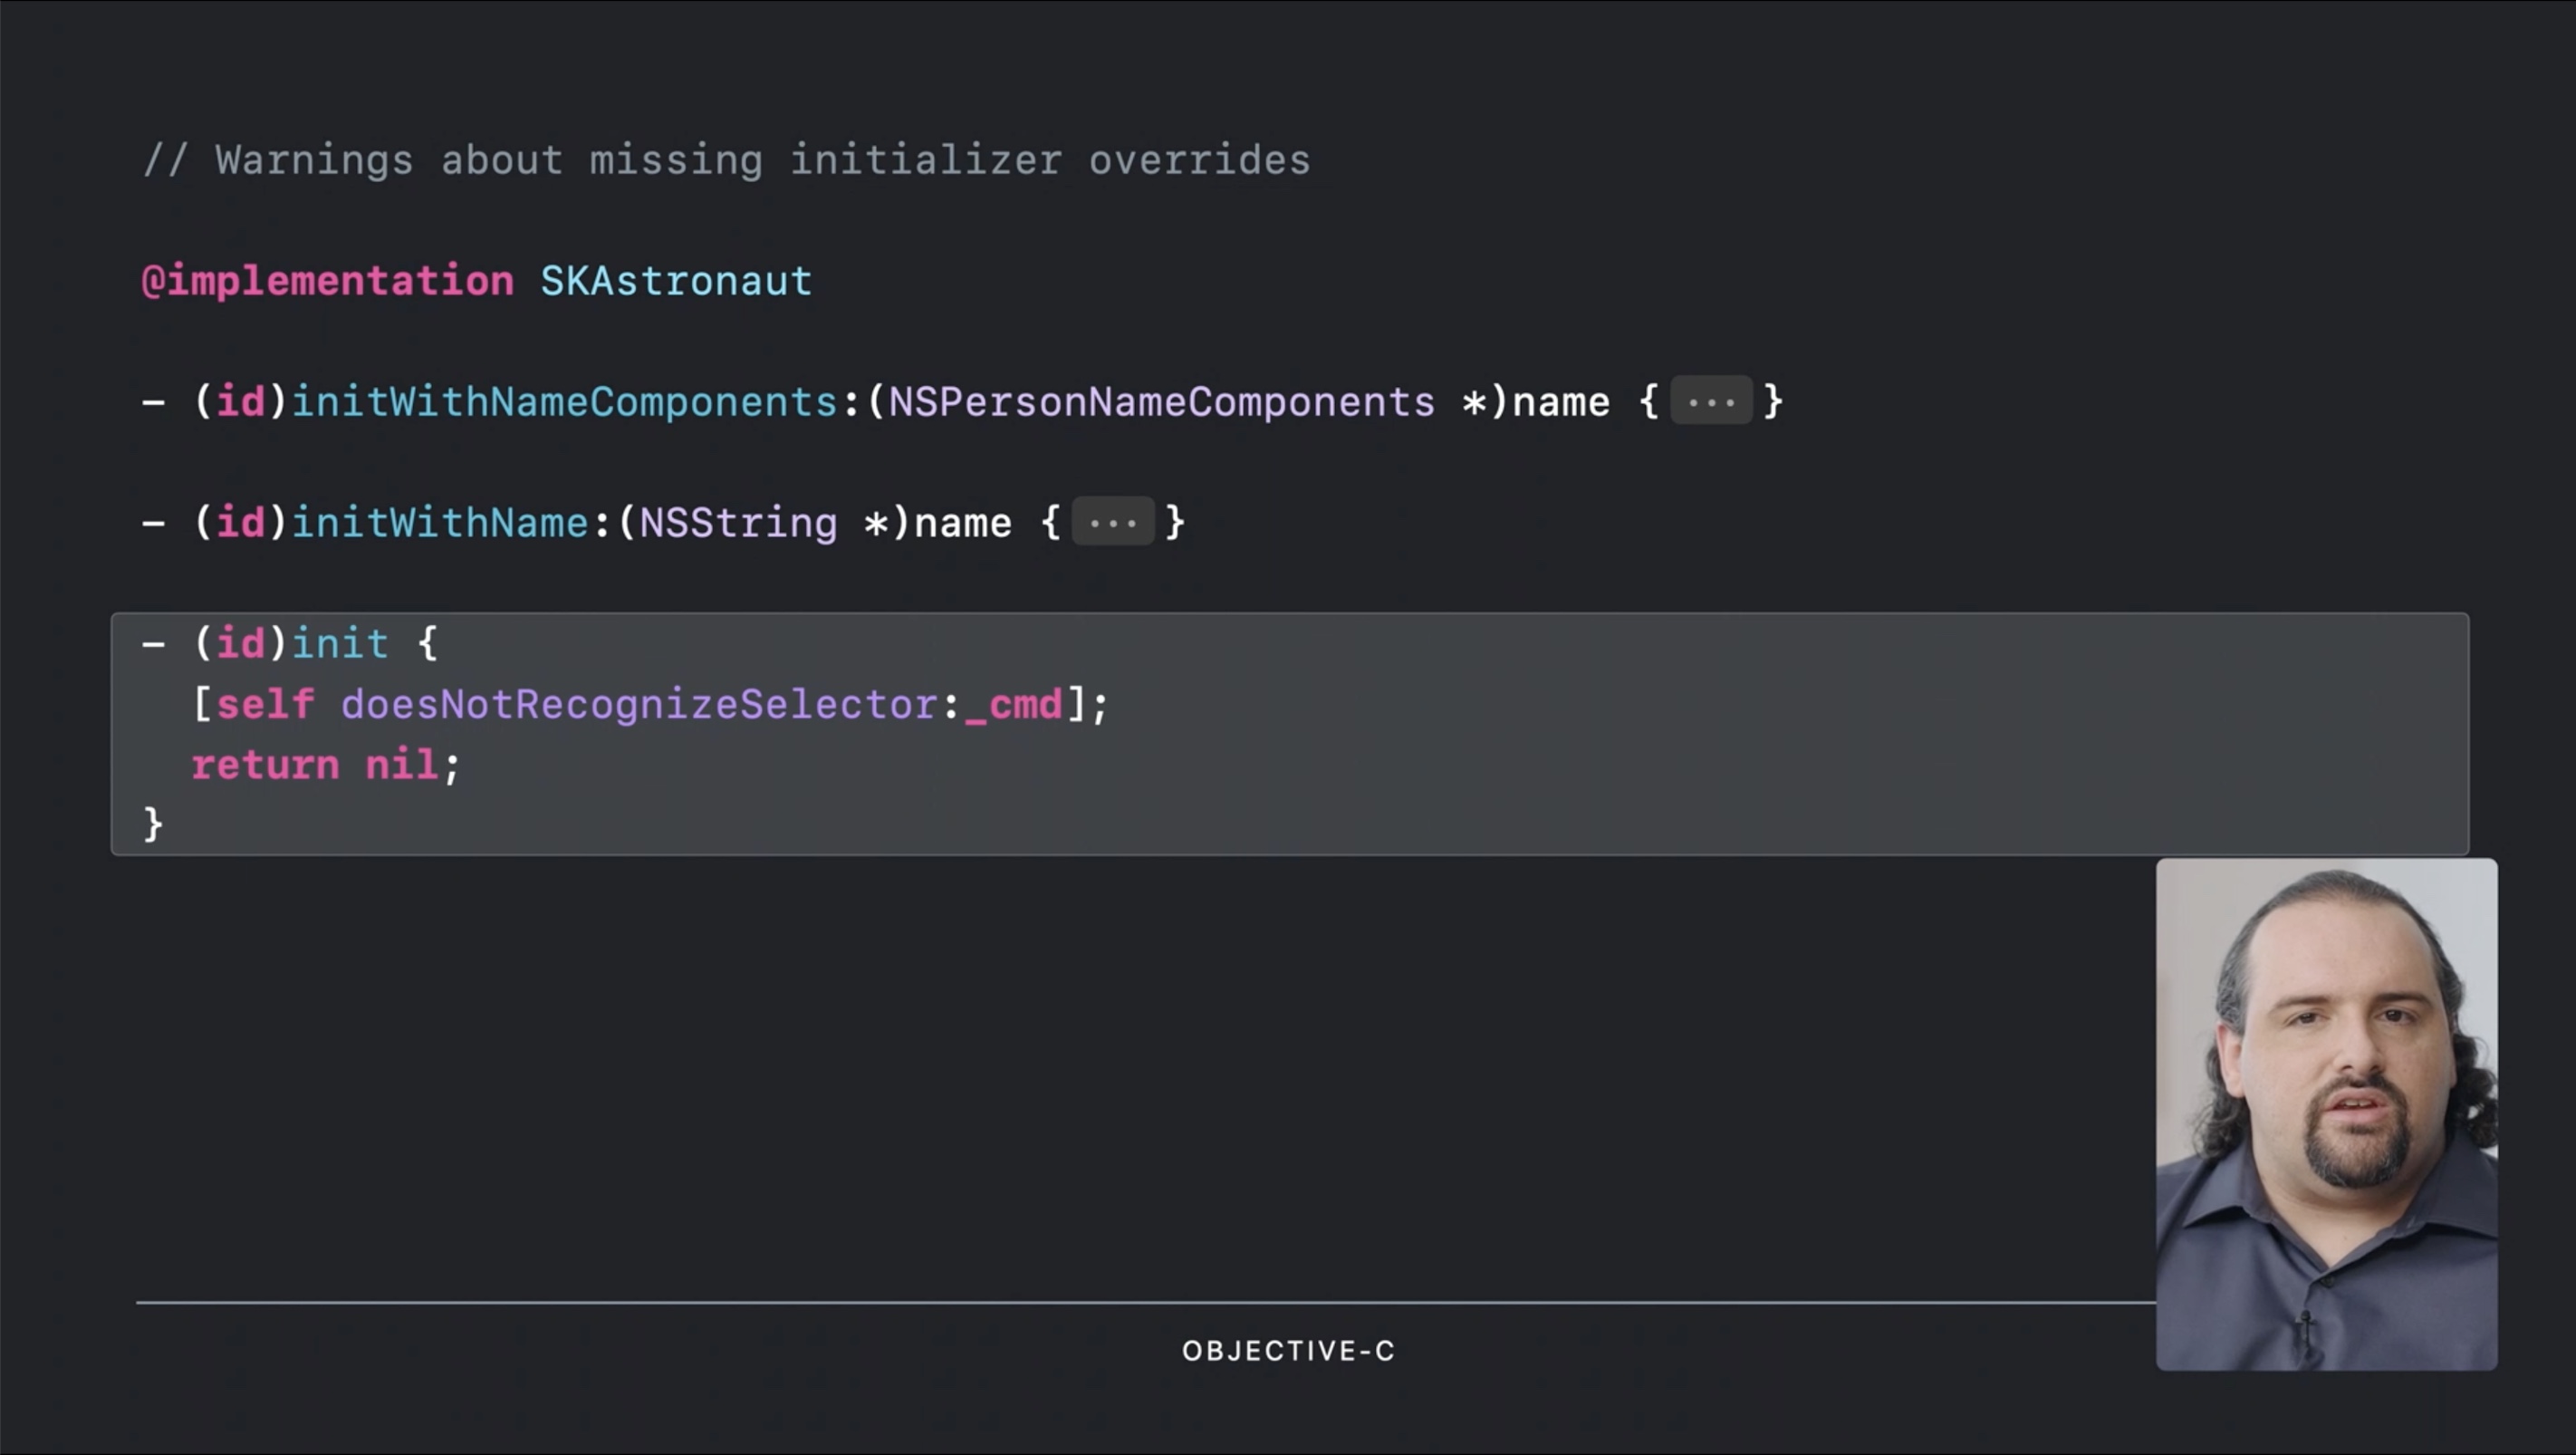 // Warnings about missing initializer overrides
@implementation SKAstronaut
- (id)initWithNameComponents:(NSPersonNameComponents *)name { ... }
- (id)initWithName:(NSString *)name { ... }
- (id)init {
[self doesNotRecognizeSelector:_cmd];
return nil;
}
OBJECTIVE-C